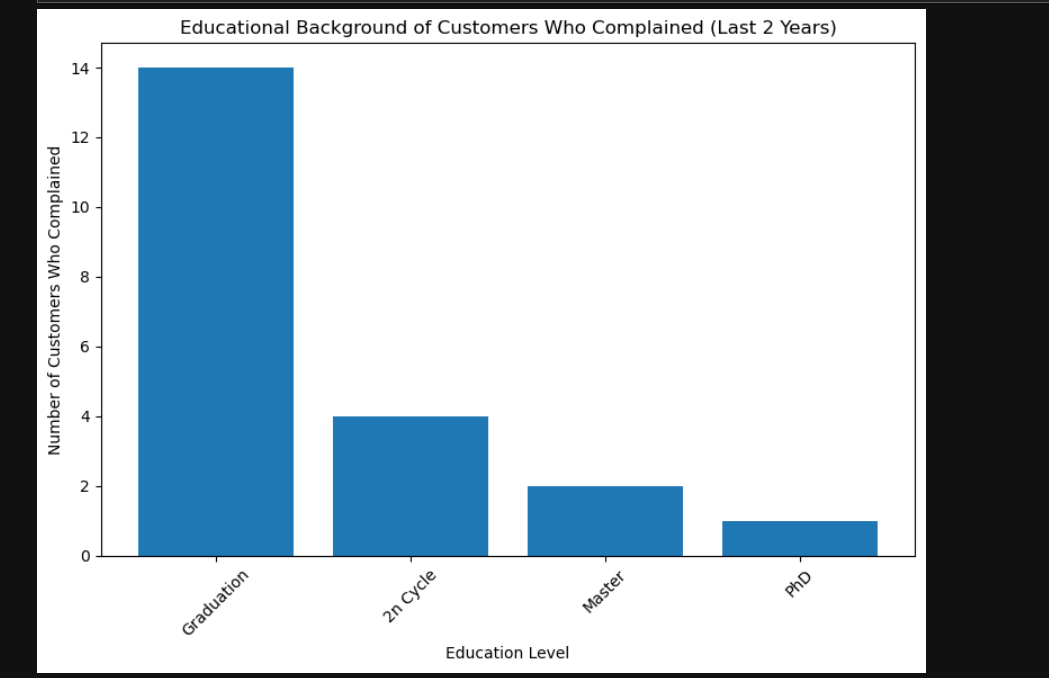 Educational Background of Customers Who Complained (Last 2 Years)
Number of Customers Who Complained
14
12
10
8
6
4
2
0
Graduation
2n Cycle
Master
PhD
Education Level